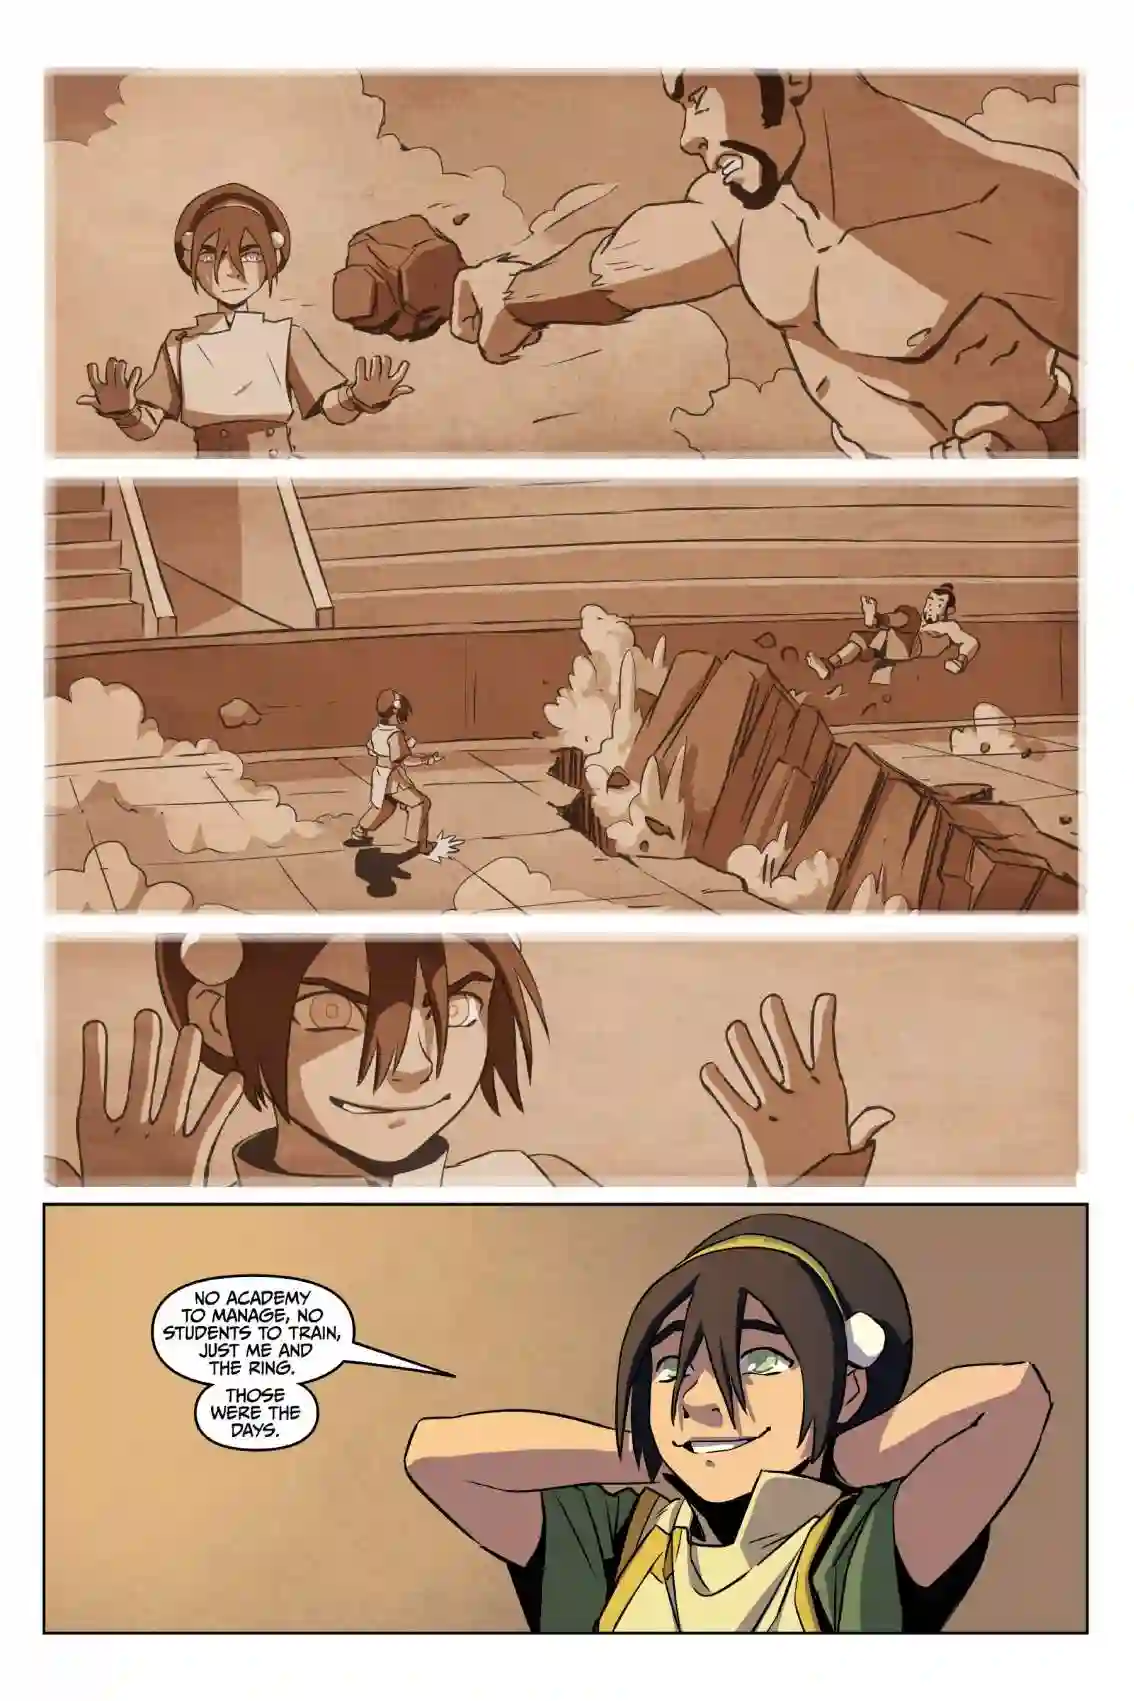 NO ACADEMY
TO MANAGE, NO
STUDENTS TO TRAIN,
JUST ME AND
THE RING.
THOSE
WERE THE
DAYS.